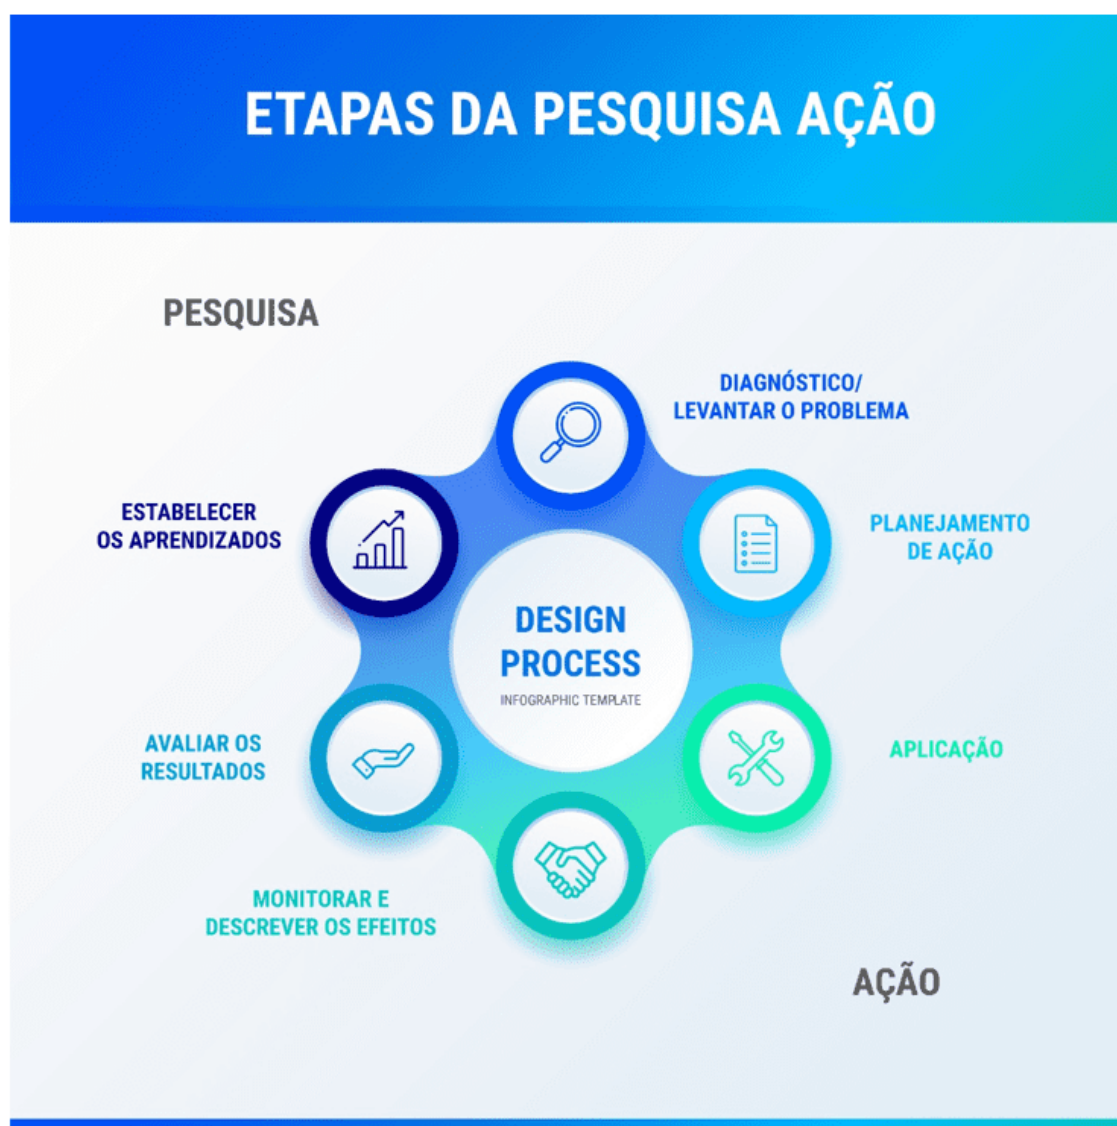 ETAPAS DA PESQUISA AÇÃO
PESQUISA
DIAGNÓSTICO/
LEVANTAR O PROBLEMA
ESTABELECER
OS APRENDIZADOS
PLANEJAMENTO
DE AÇÃO
DESIGN
PROCESS
INFOGRAPHIC TEMPLATE
AVALIAR OS
RESULTADOS
APLICAÇÃO
MONITORAR E
DESCREVER OS EFEITOS
AÇÃO